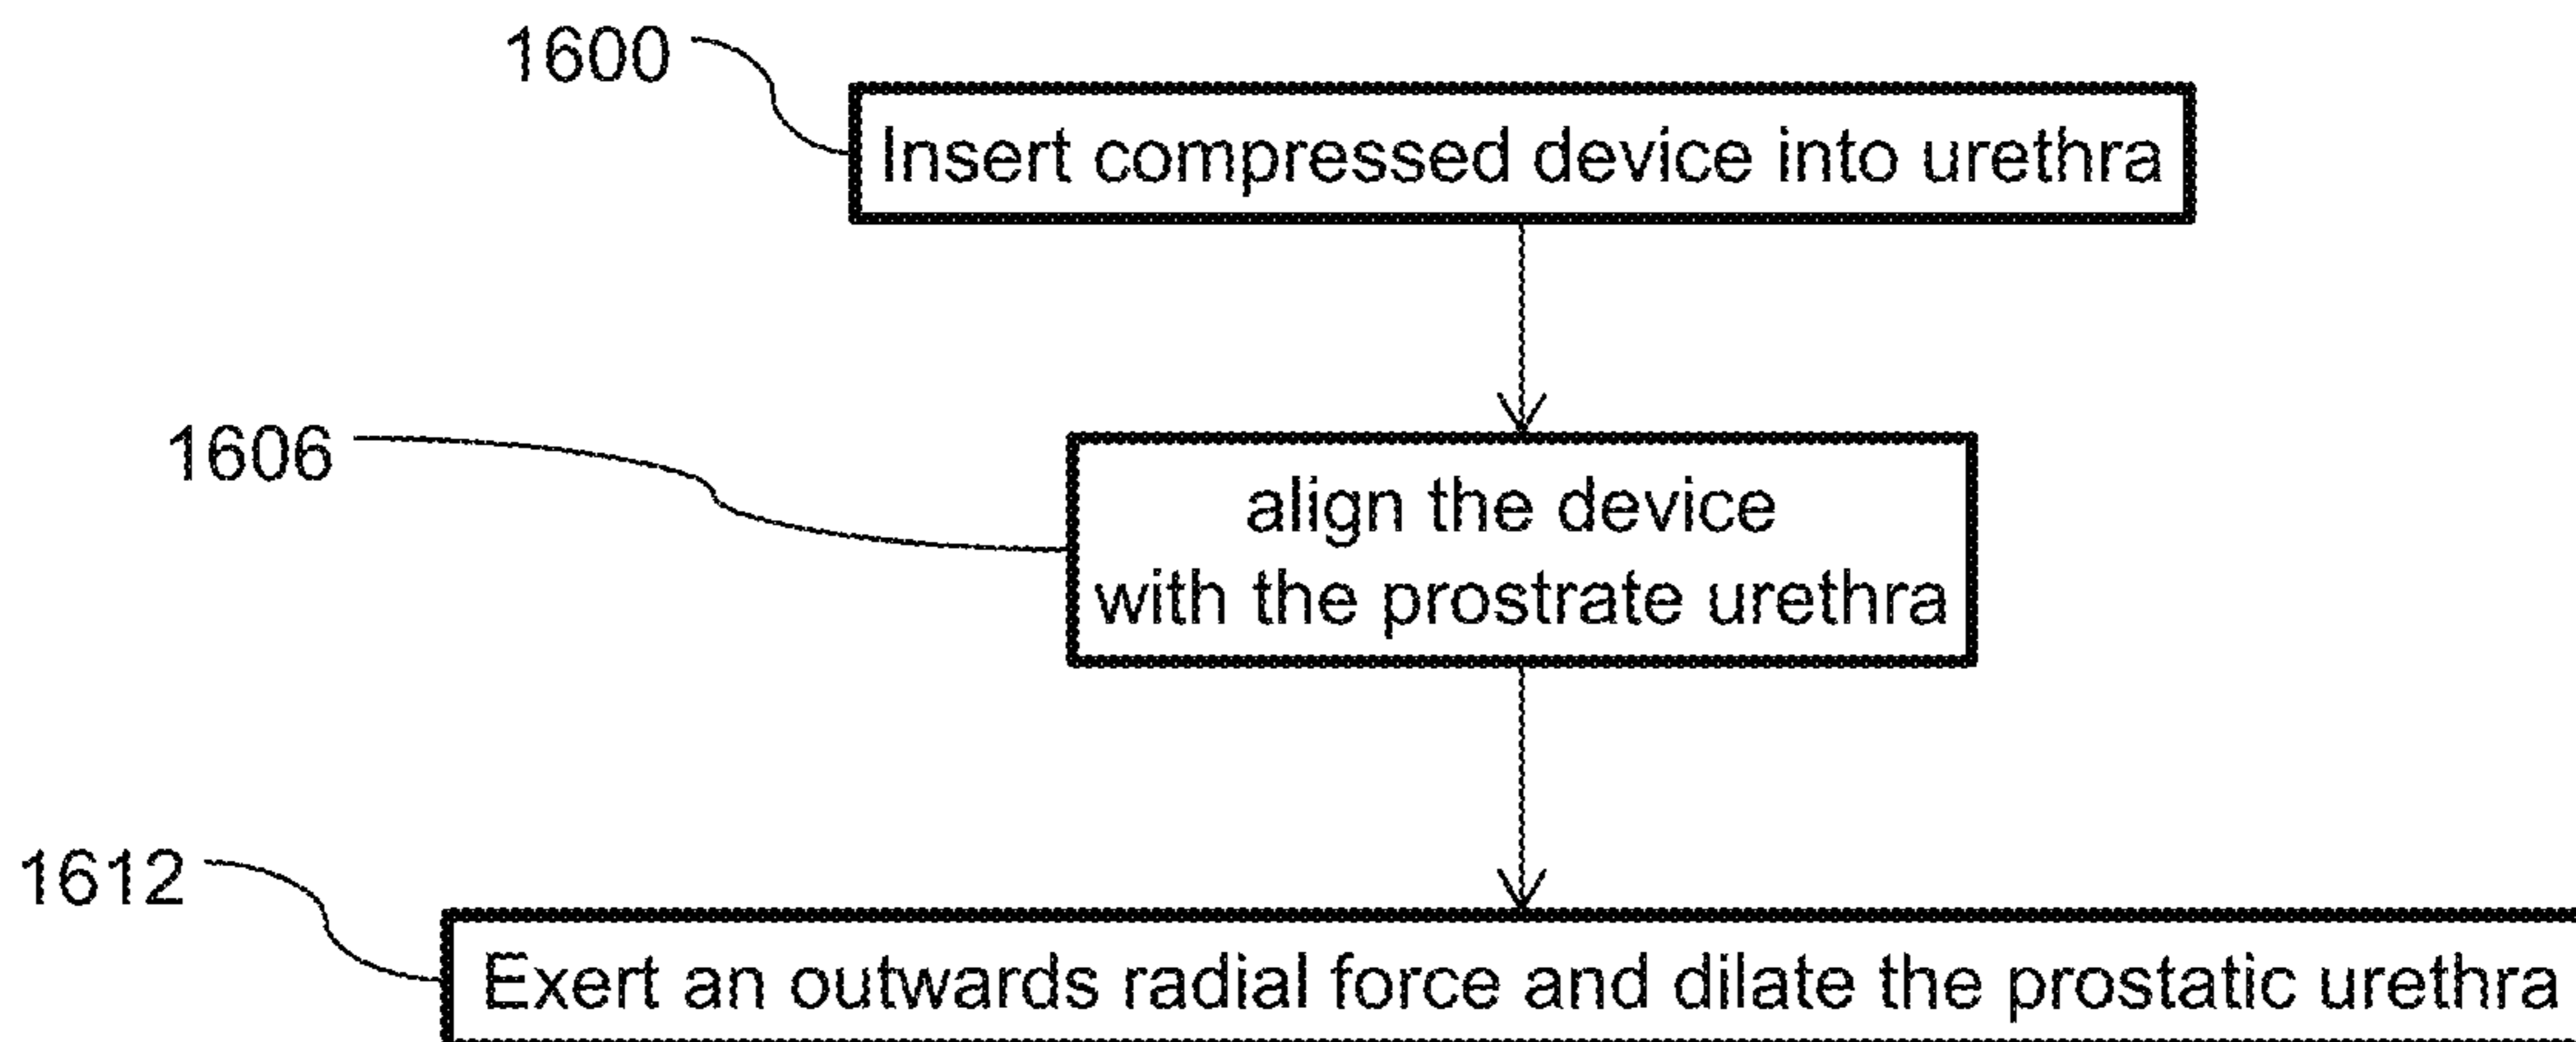 1600
Insert compressed device into urethra
1606
align the device
with the prostrate urethra
1612
Exert an outwards radial force and dilate the prostatic urethra